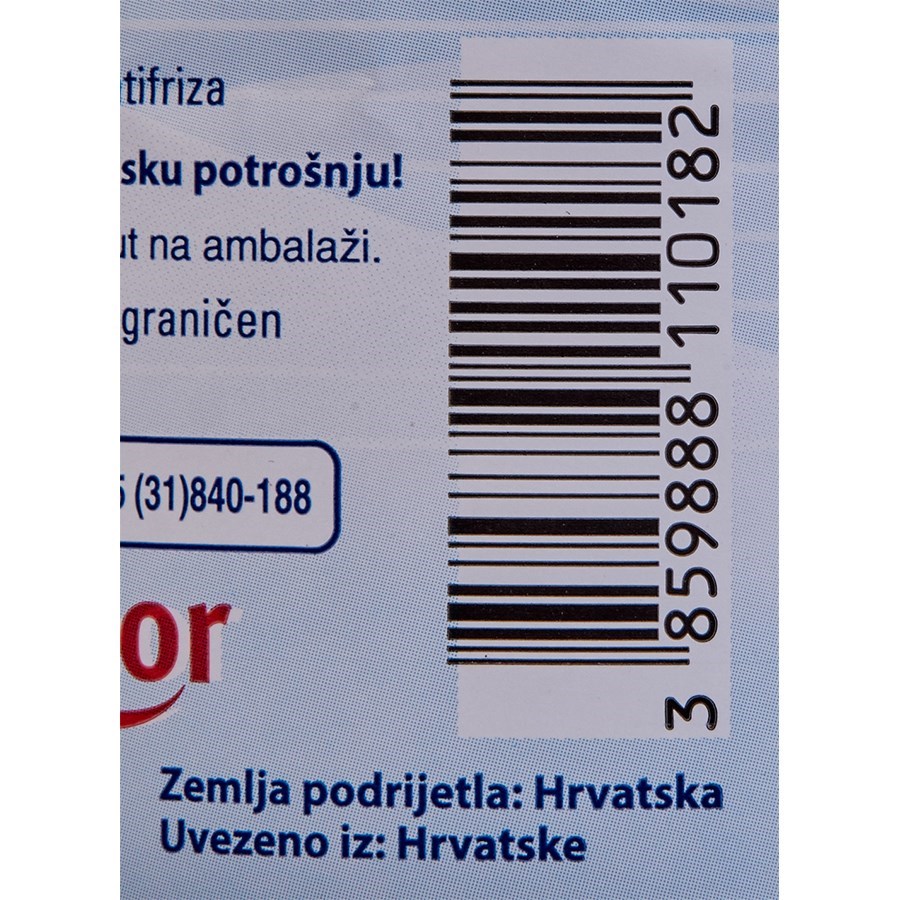 tifriza
sku potrošnju!
ut na ambalaži.
graničen
5 (31)840-188
or
3 859888 110182
Zemlja podrijetla: Hrvatska
Uvezeno iz: Hrvatske